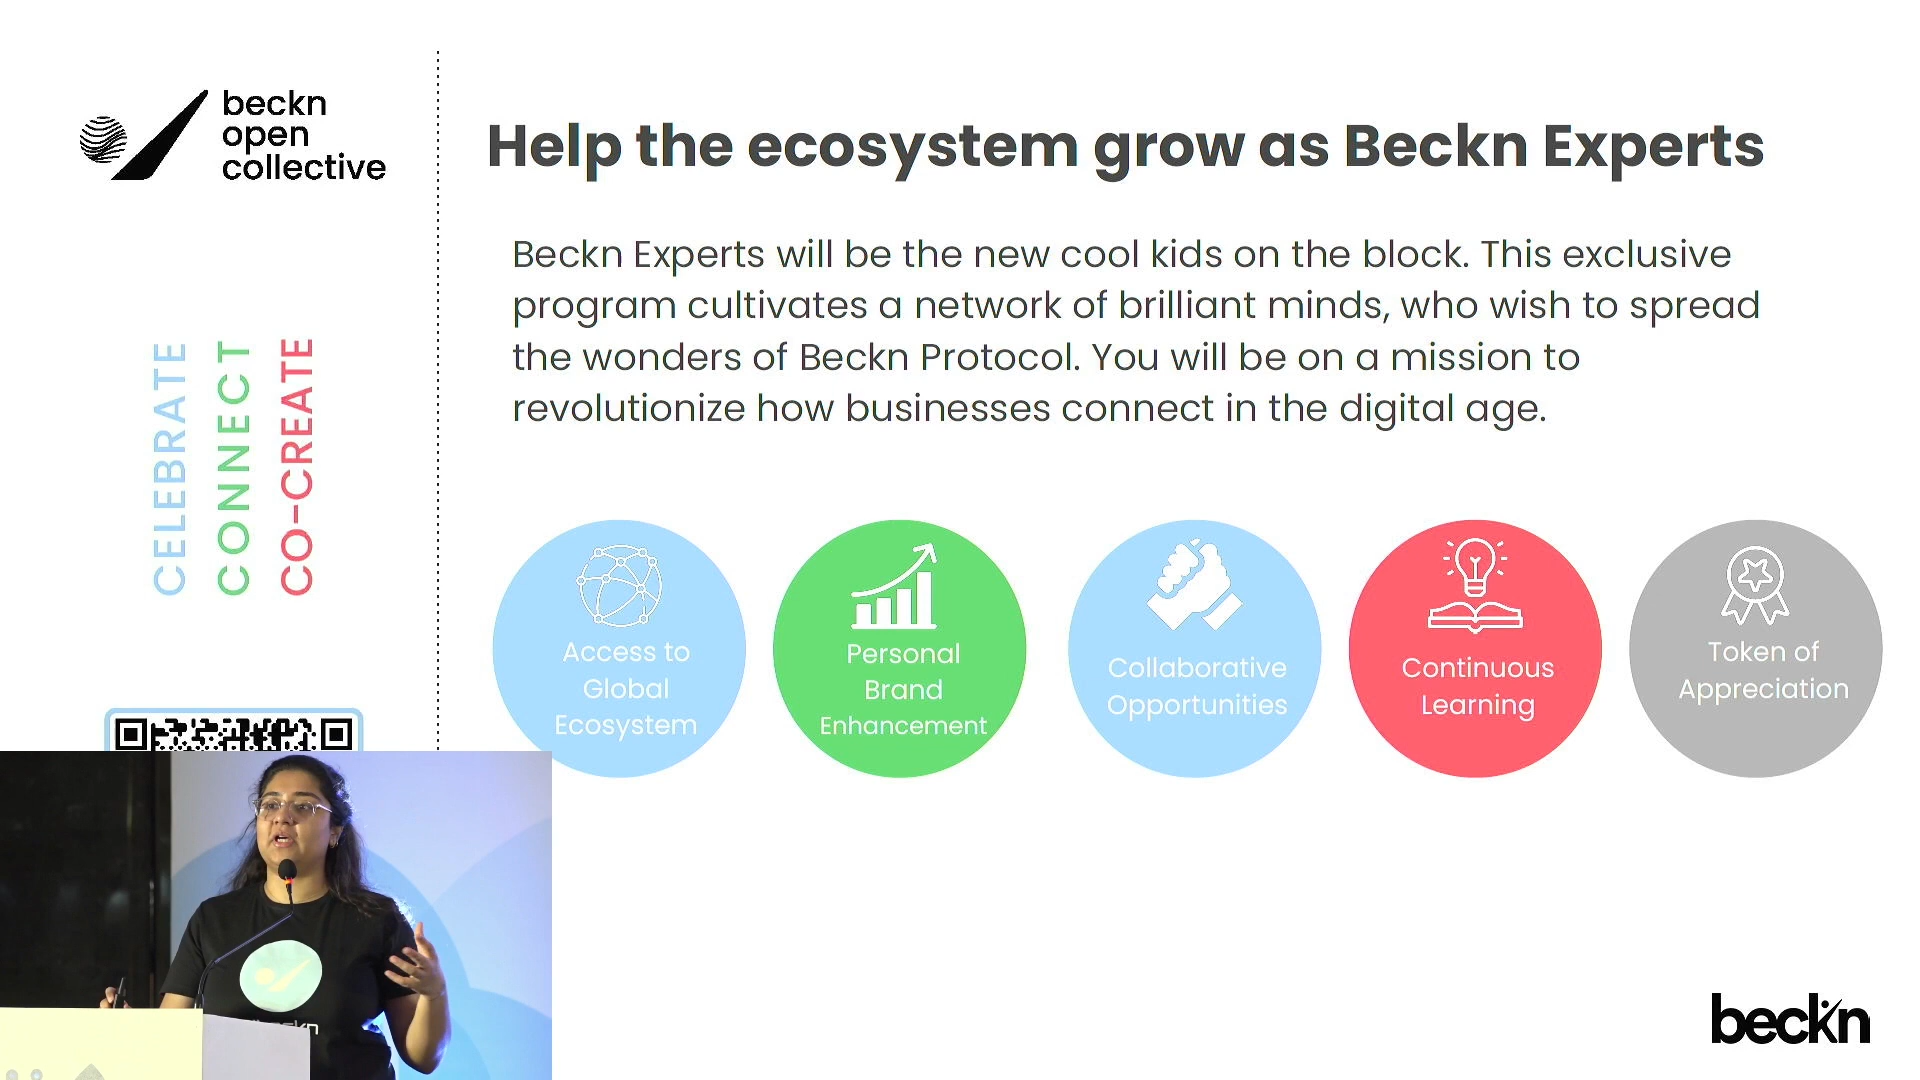 beckn
open
collective
CELEBRATE
CONNECT
CO-CREATE
Help the ecosystem grow as Beckn Experts
Beckn Experts will be the new cool kids on the block. This exclusive
program cultivates a network of brilliant minds, who wish to spread
the wonders of Beckn Protocol. You will be on a mission to
revolutionize how businesses connect in the digital age.
Access to
Global
Ecosystem
Personal
Brand
Enhancement
Collaborative
Opportunities
Continuous
Learning
Token of
Appreciation
beckn